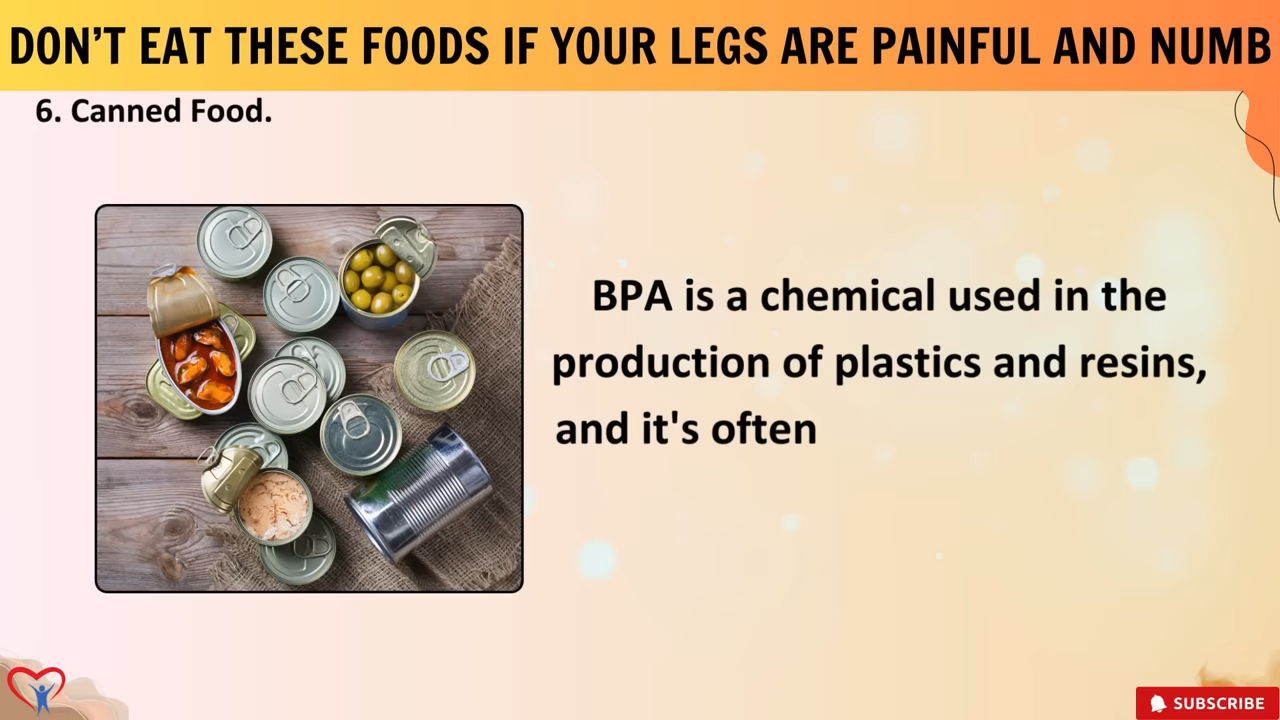 DON’T EAT THESE FOODS IF YOUR LEGS ARE PAINFUL AND NUMB
6. Canned Food.
BPA is a chemical used in the
production of plastics and resins,
and it's often
SUBSCRIBE